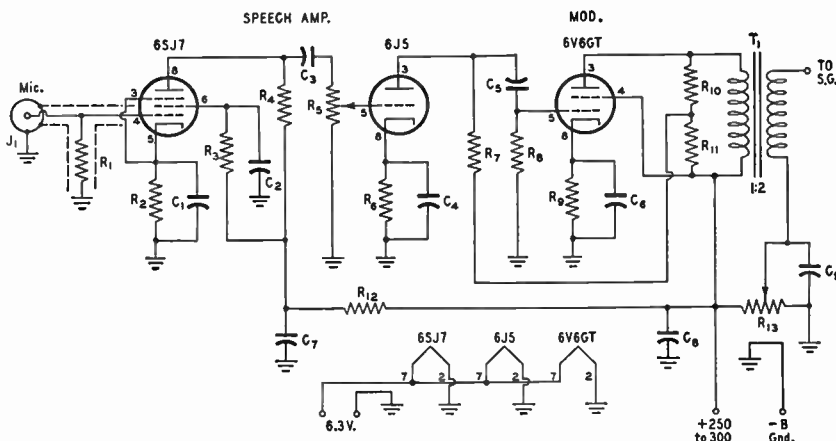 SPEECH AMP.
MOD.
6SJ7
6J5
6V6GT
T1
Mic.
J1
8
3
4
6
5
R1
R2
C1
R3
C2
R4
C3
R5
3
5
8
R6
C4
R7
C5
R8
3
4
5
8
R9
C6
R10
R11
1:2
TO
S.G.
R12
C7
C8
R13
6SJ7
6J5
6V6GT
7
2
7
2
7
2
6.3 V.
+250
to 300
-B
Gnd.